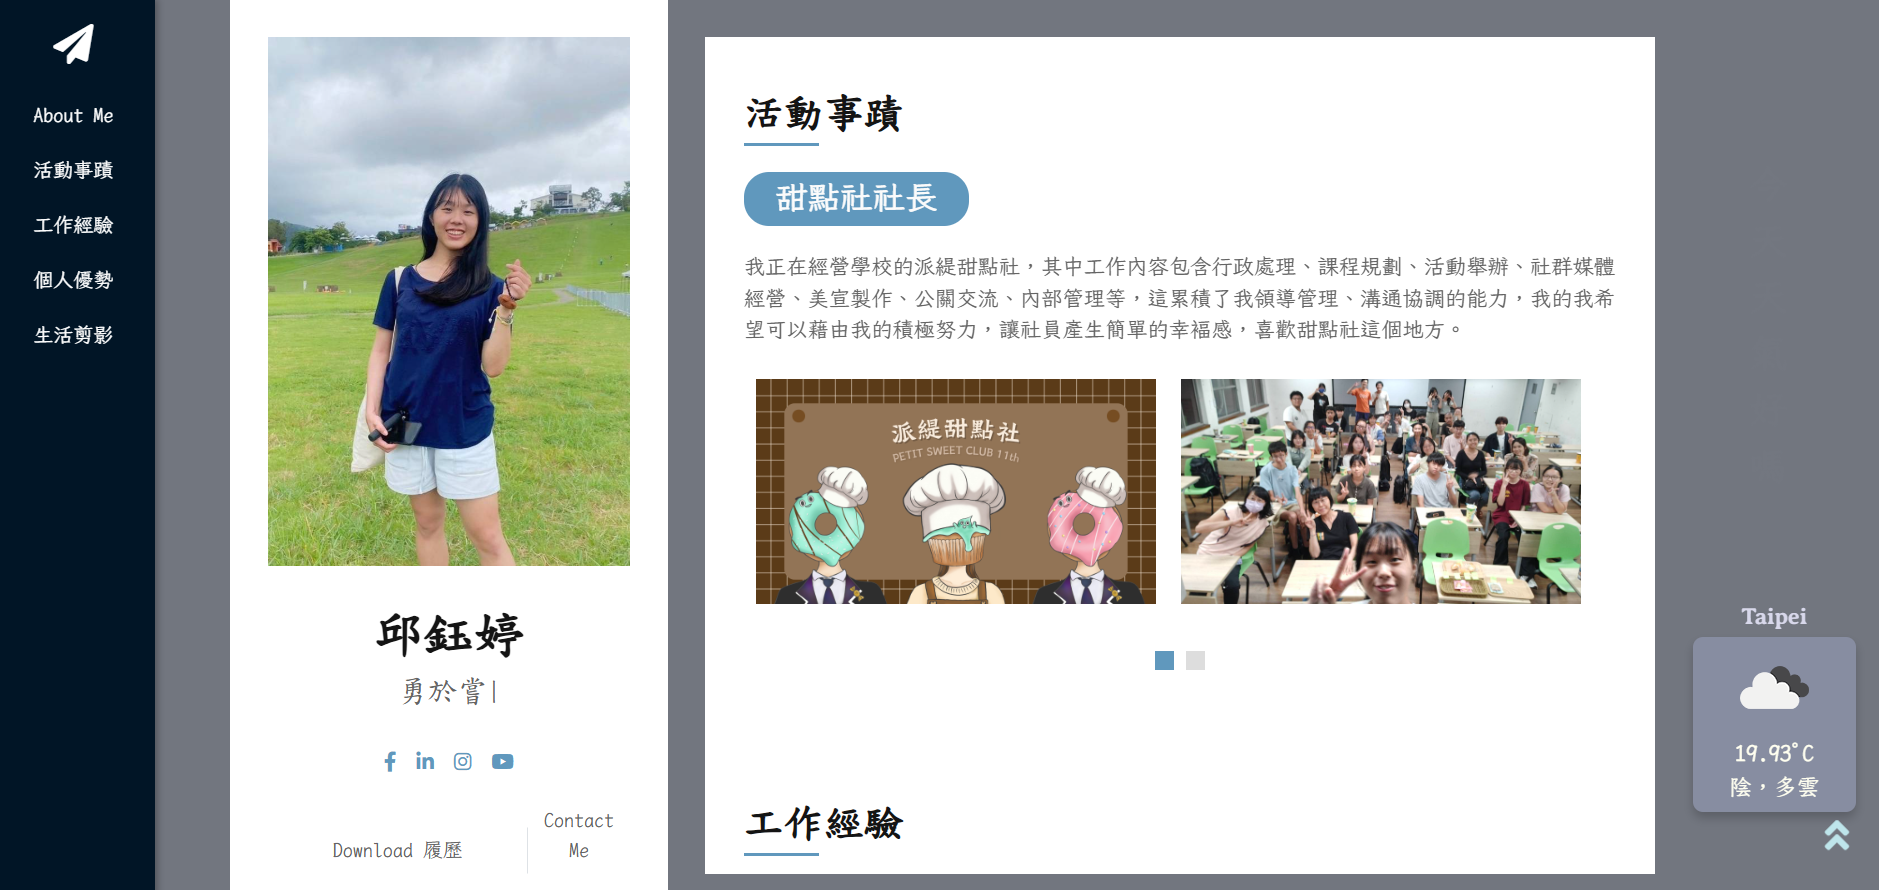 About Me
活動事蹟
工作經驗
個人優勢
生活剪影
邱鈺婷
勇於嘗|
Download 履歷
Contact
Me
活動事蹟
甜點社社長
我正在經營學校的派緹甜點社，其中工作內容包含行政處理、課程規劃、活動舉辦、社群媒體
經營、美宣製作、公關交流、內部管理等，這累積了我領導管理、溝通協調的能力，我的我希
望可以藉由我的積極努力，讓社員產生簡單的幸福感，喜歡甜點社這個地方。
派緹甜點社
PETIT SWEET CLUB 11th
工作經驗
Taipei
19.93°C
陰，多雲